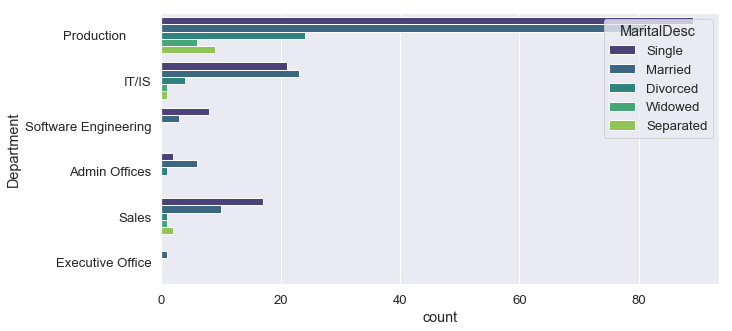 MaritalDesc
Single
Married
Divorced
Widowed
Separated
Department
Production
IT/IS
Software Engineering
Admin Offices
Sales
Executive Office
0 20 40 60 80
count